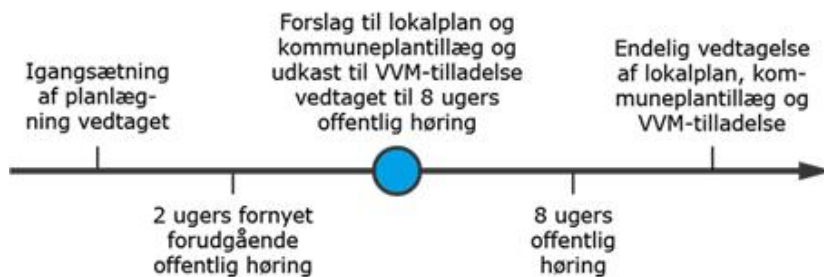 Igangsætning
af planlæg-
ning vedtaget
2 ugers fornyet
forudgående
offentlig høring
Forslag til lokalplan og
kommuneplantillæg og
udkast til VVM-tilladelse
vedtaget til 8 ugers
offentlig høring
8 ugers
offentlig
høring
Endelig vedtagelse
af lokalplan, kom-
muneplantillæg og
VVM-tilladelse